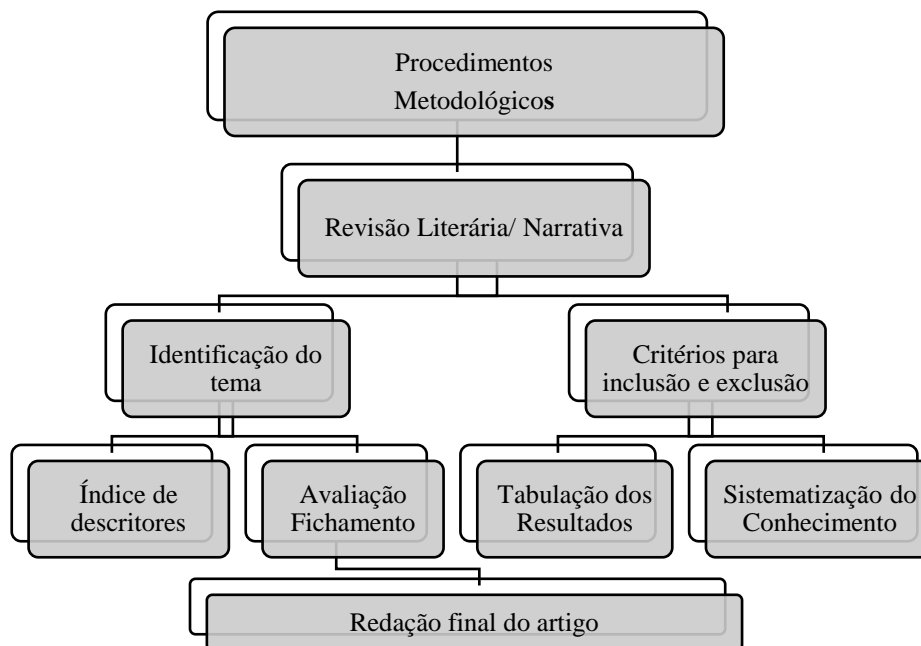 Procedimentos
Metodológicos
Revisão Literária/ Narrativa
Identificação do
tema
Critérios para
inclusão e exclusão
Índice de
descritores
Avaliação
Fichamento
Tabulação dos
Resultados
Sistematização do
Conhecimento
Redação final do artigo